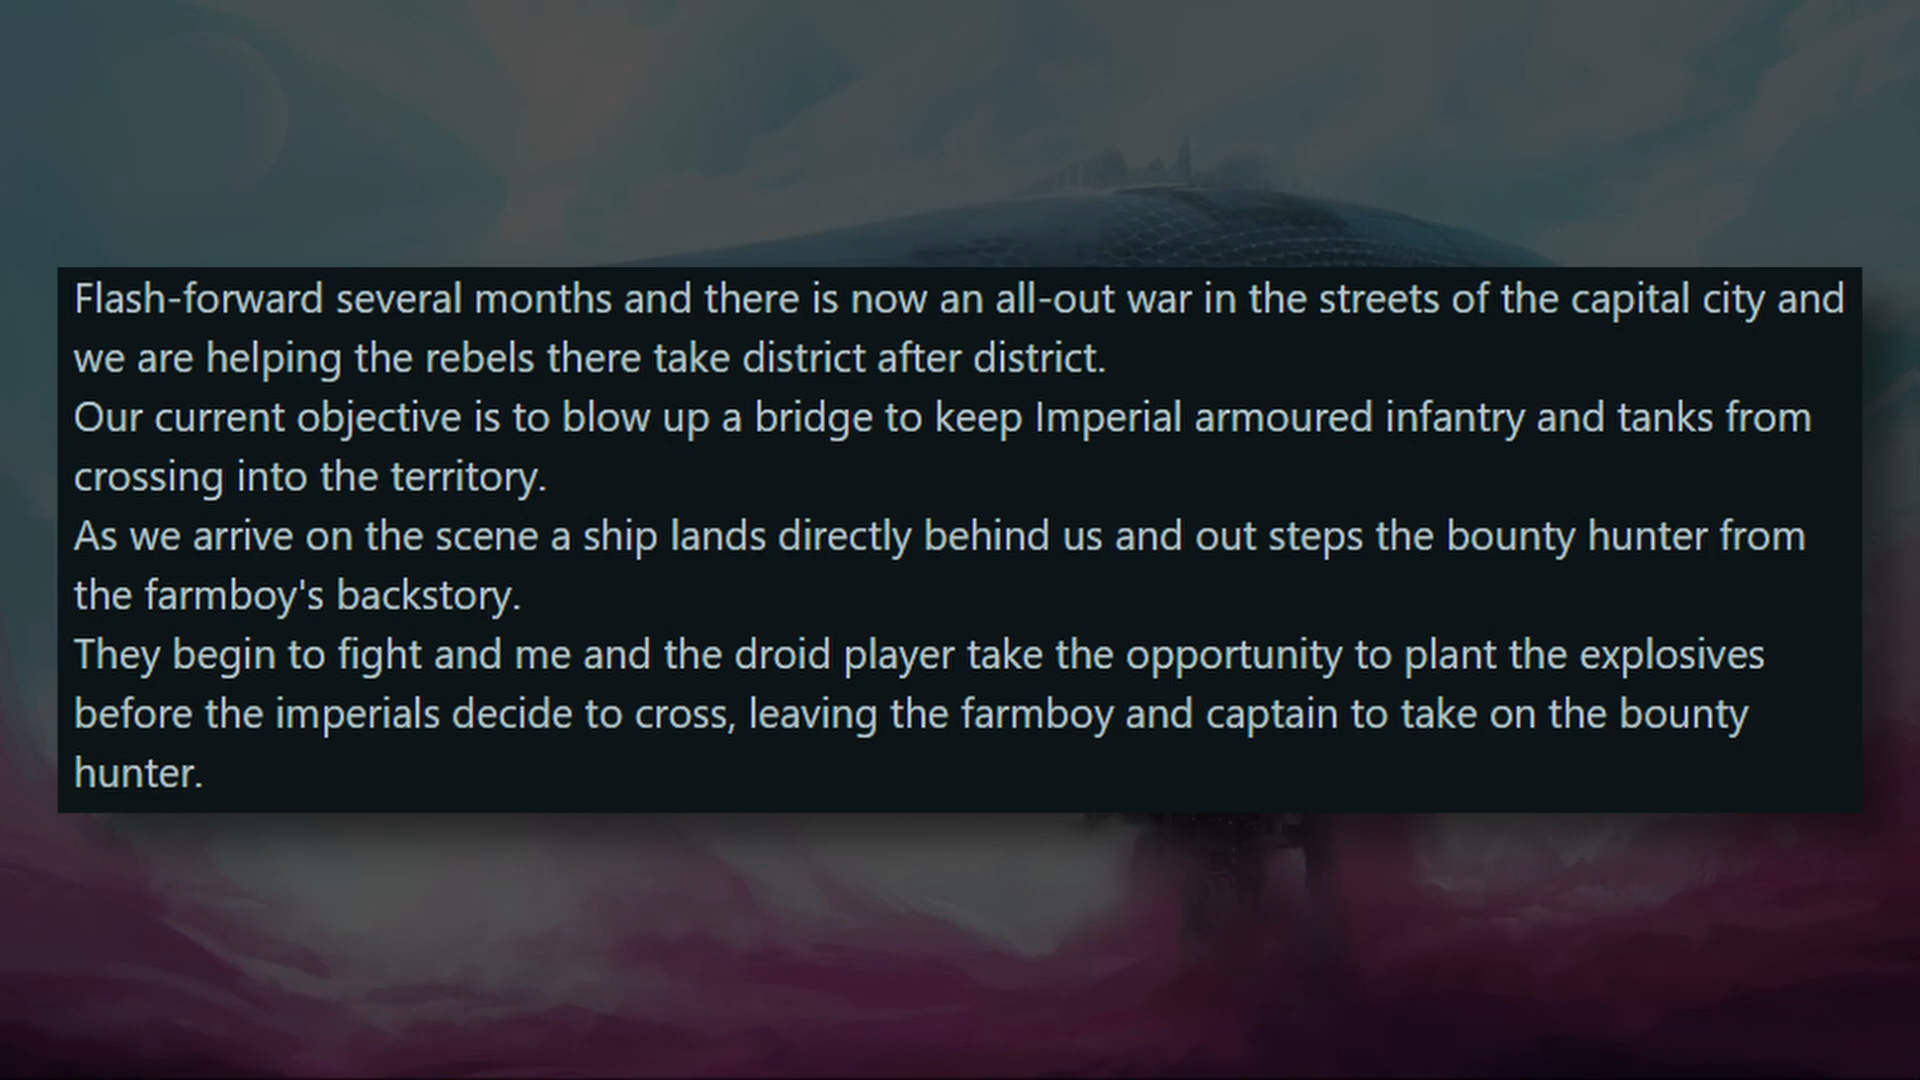 Flash-forward several months and there is now an all-out war in the streets of the capital city and
we are helping the rebels there take district after district.
Our current objective is to blow up a bridge to keep Imperial armoured infantry and tanks from
crossing into the territory.
As we arrive on the scene a ship lands directly behind us and out steps the bounty hunter from
the farmboy's backstory.
They begin to fight and me and the droid player take the opportunity to plant the explosives
before the imperials decide to cross, leaving the farmboy and captain to take on the bounty
hunter.